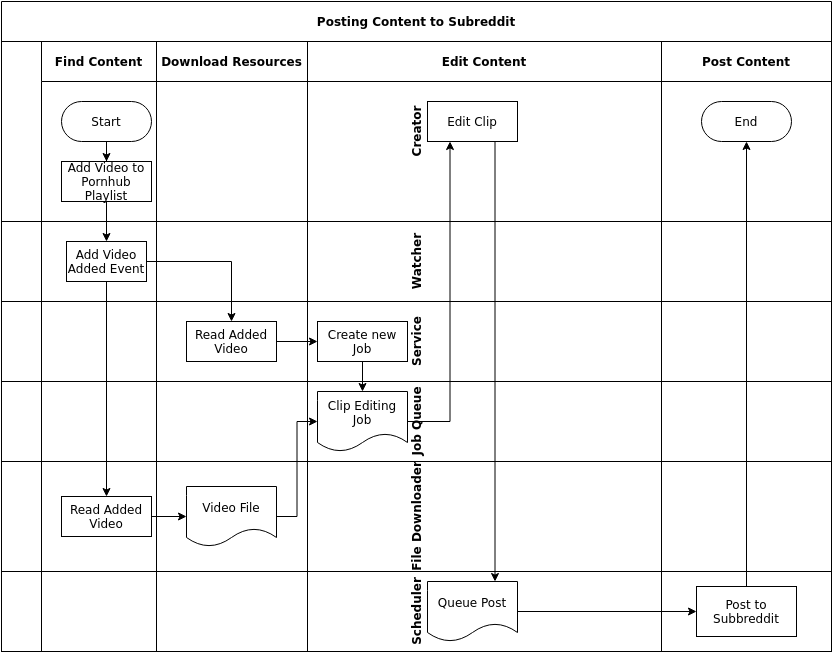 Posting Content to Subreddit
Find Content
Download Resources
Edit Content
Post Content
Creator
Start
Edit Clip
End
Add Video to
Pornhub
Playlist
Watcher
Add Video
Added Event
Service
Read Added
Video
Create new
Job
Job Queue
Clip Editing
Job
File Downloader
Read Added
Video
Video File
Scheduler
Queue Post
Post to
Subbreddit